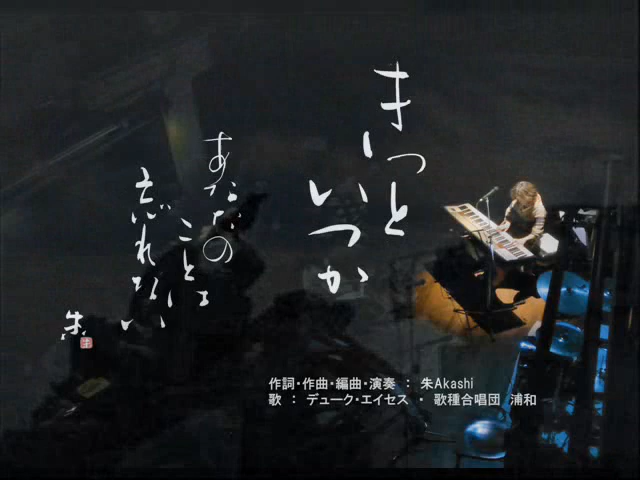 きっと
いつか
あなたの
ことは
忘れない
朱
作詞・作曲・編曲・演奏 : 朱Akashi
歌 : デューク・エイセス ・ 歌種合唱団 浦和